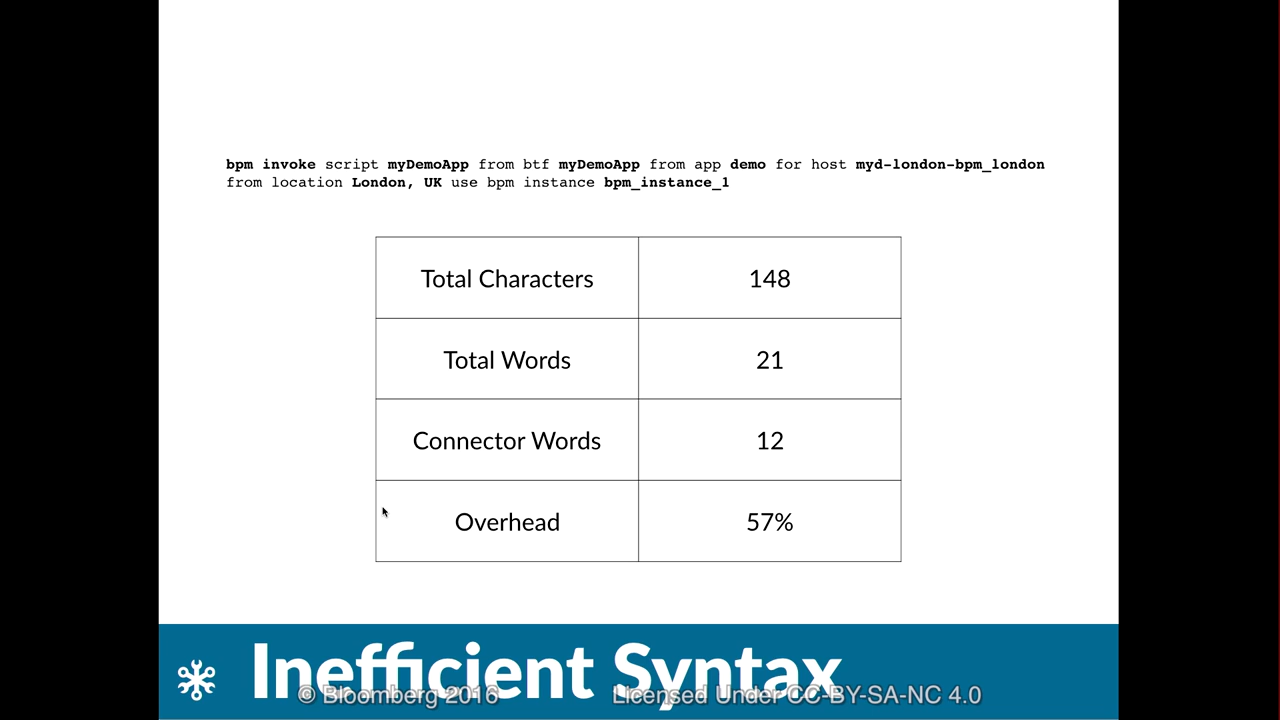 bpm invoke script myDemoApp from btf myDemoApp from app demo for host myd-london-bpm_london
from location London, UK use bpm instance bpm_instance_1
Total Characters 148
Total Words 21
Connector Words 12
Overhead 57%
Inefficient Syntax
© Bloomberg 2016 Licensed Under CC-BY-SA-NC 4.0